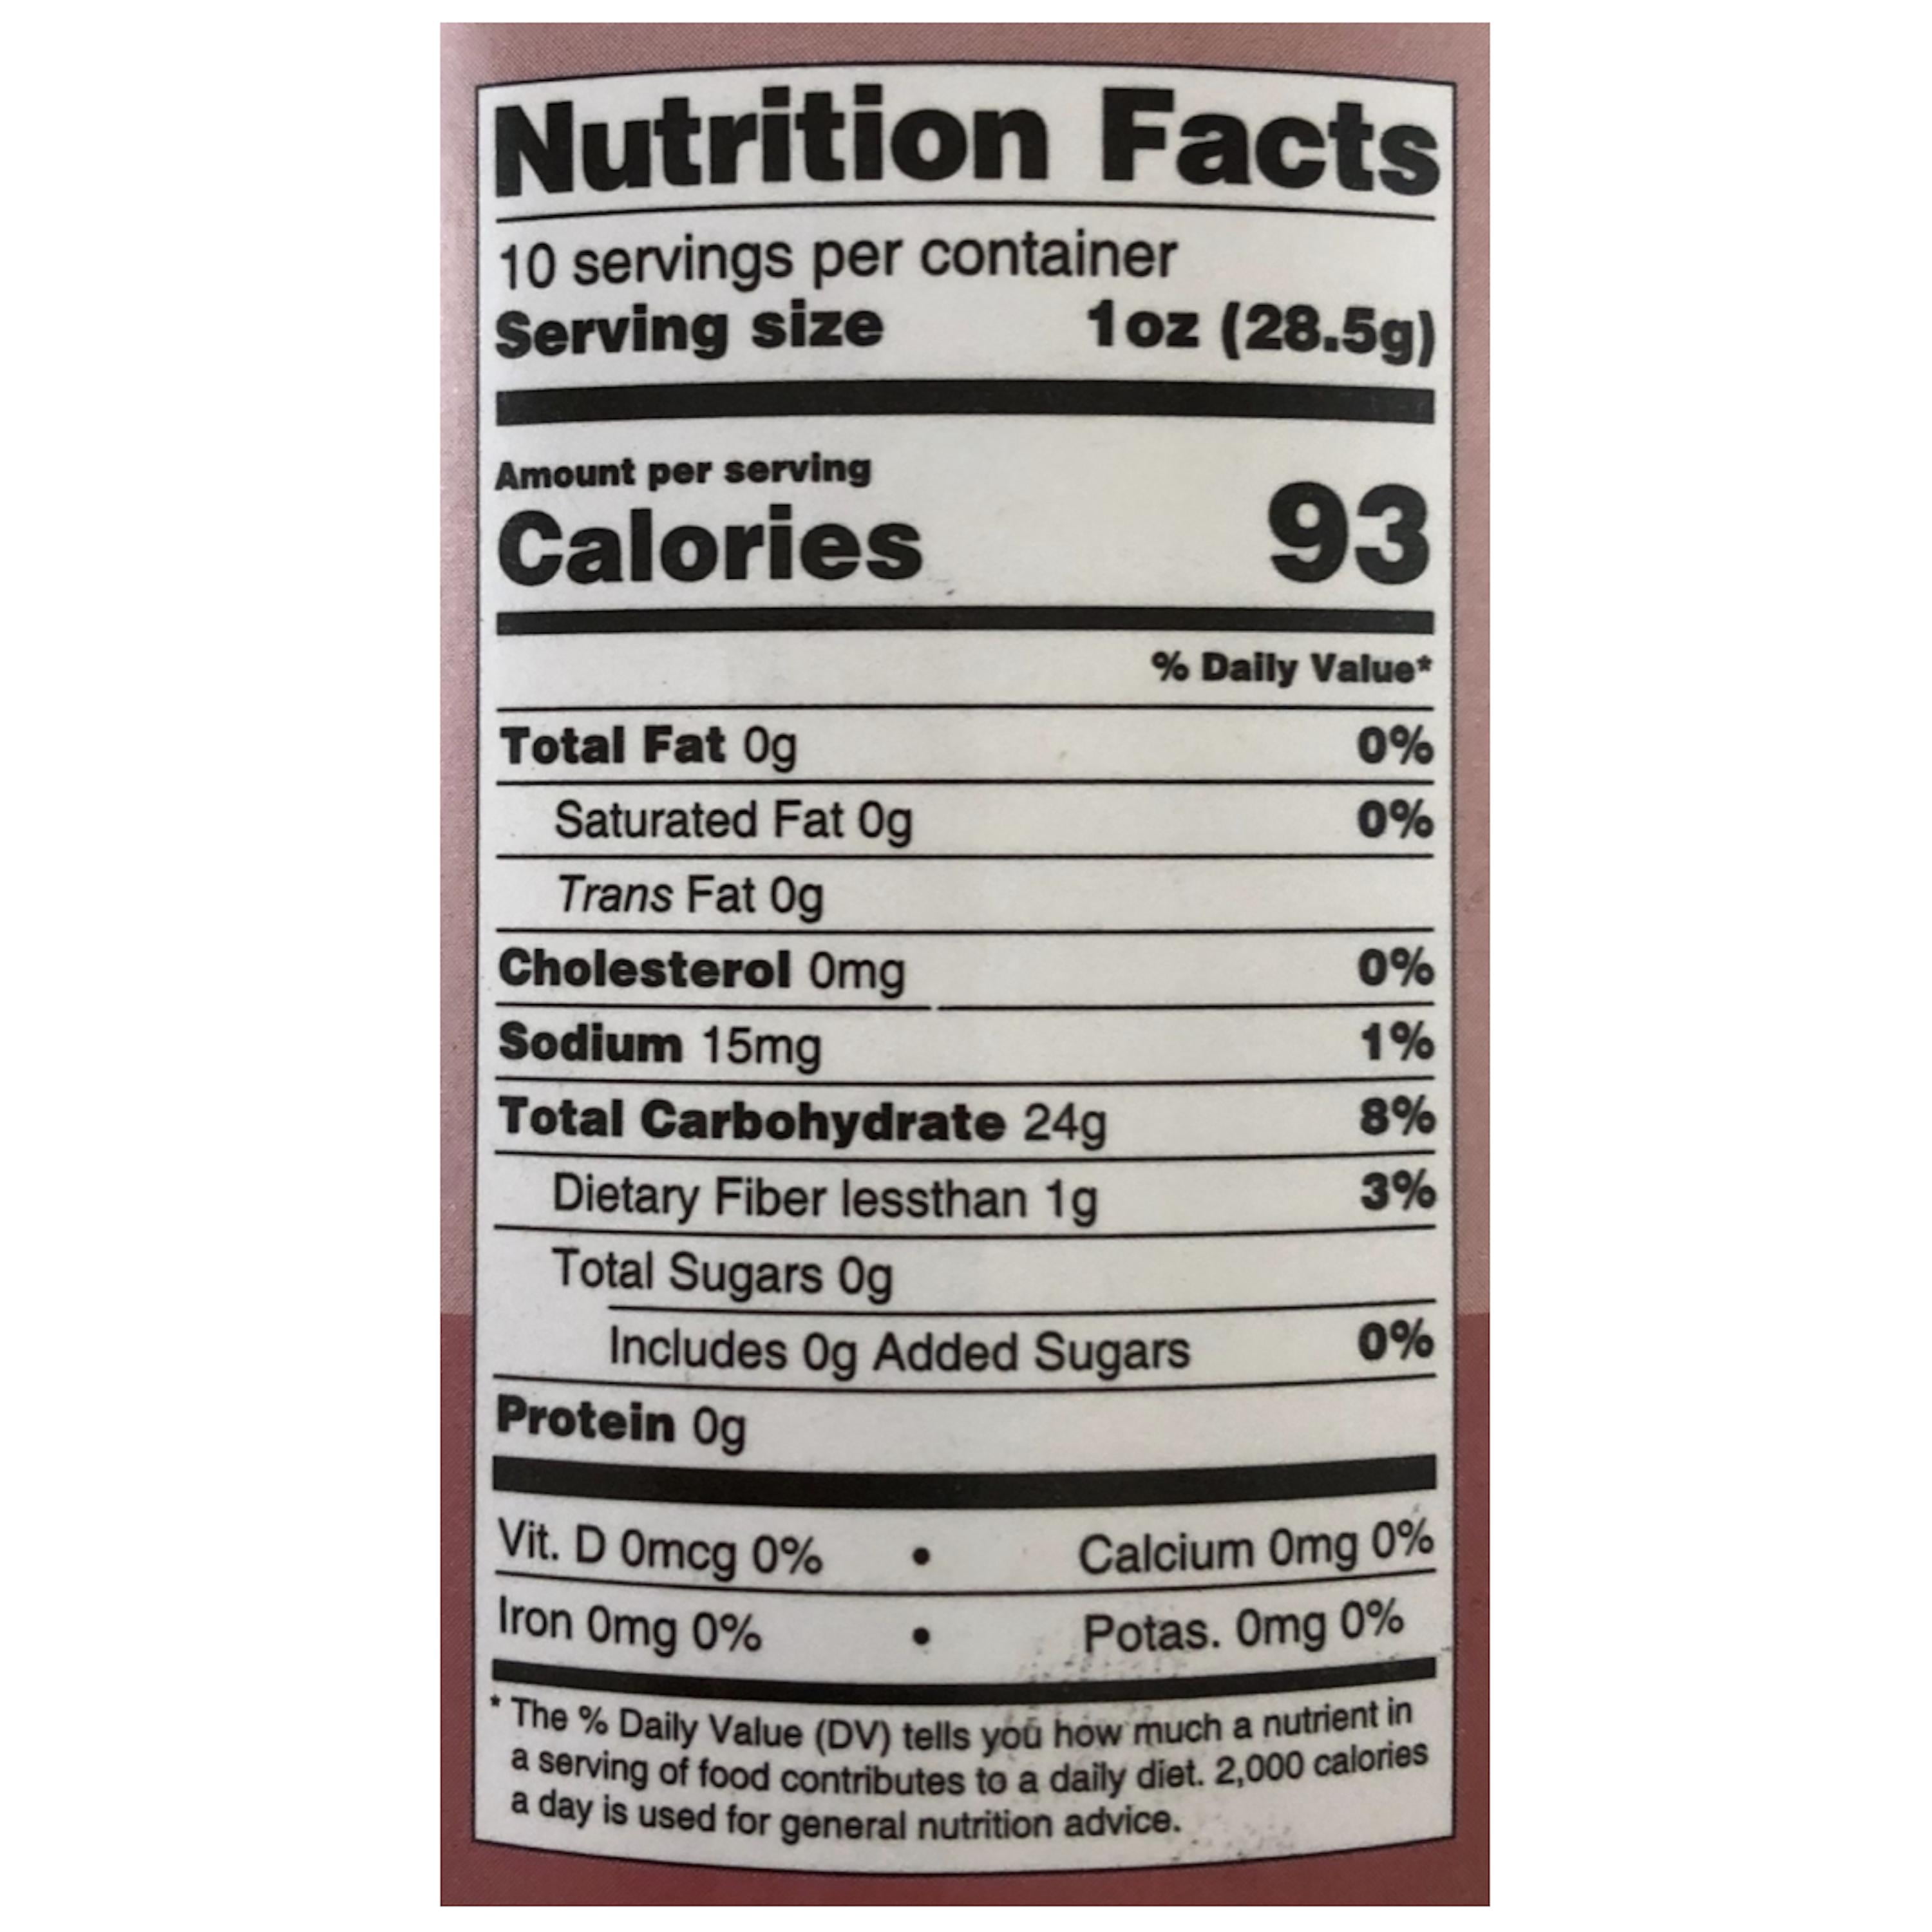 Nutrition Facts
10 servings per container
Serving size 1oz (28.5g)
Amount per serving
Calories 93
% Daily Value*
Total Fat 0g 0%
Saturated Fat 0g 0%
Trans Fat 0g
Cholesterol 0mg 0%
Sodium 15mg 1%
Total Carbohydrate 24g 8%
Dietary Fiber lessthan 1g 3%
Total Sugars 0g
Includes 0g Added Sugars 0%
Protein 0g
Vit. D 0mcg 0% • Calcium 0mg 0%
Iron 0mg 0% • Potas. 0mg 0%
* The % Daily Value (DV) tells you how much a nutrient in
a serving of food contributes to a daily diet. 2,000 calories
a day is used for general nutrition advice.